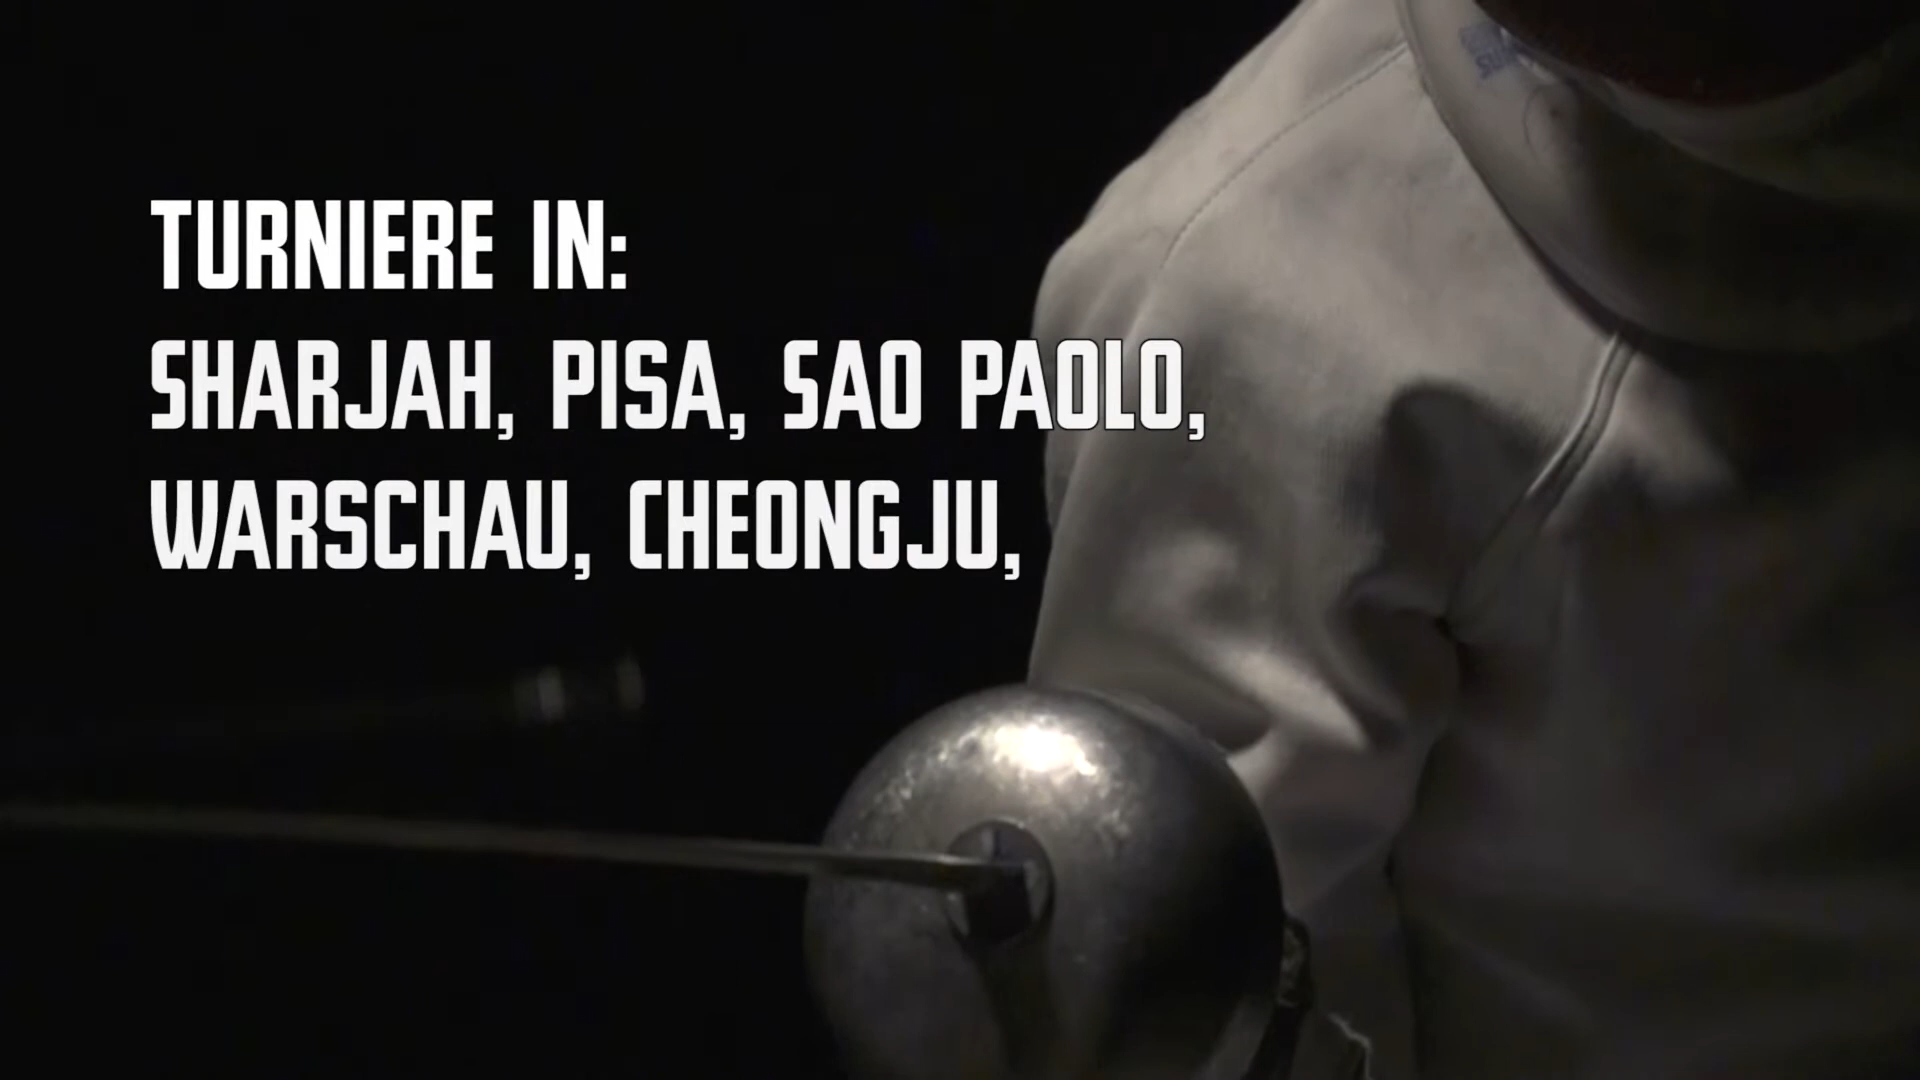 TURNIERE IN:
SHARJAH, PISA, SAO PAOLO,
WARSCHAU, CHEONGJU,